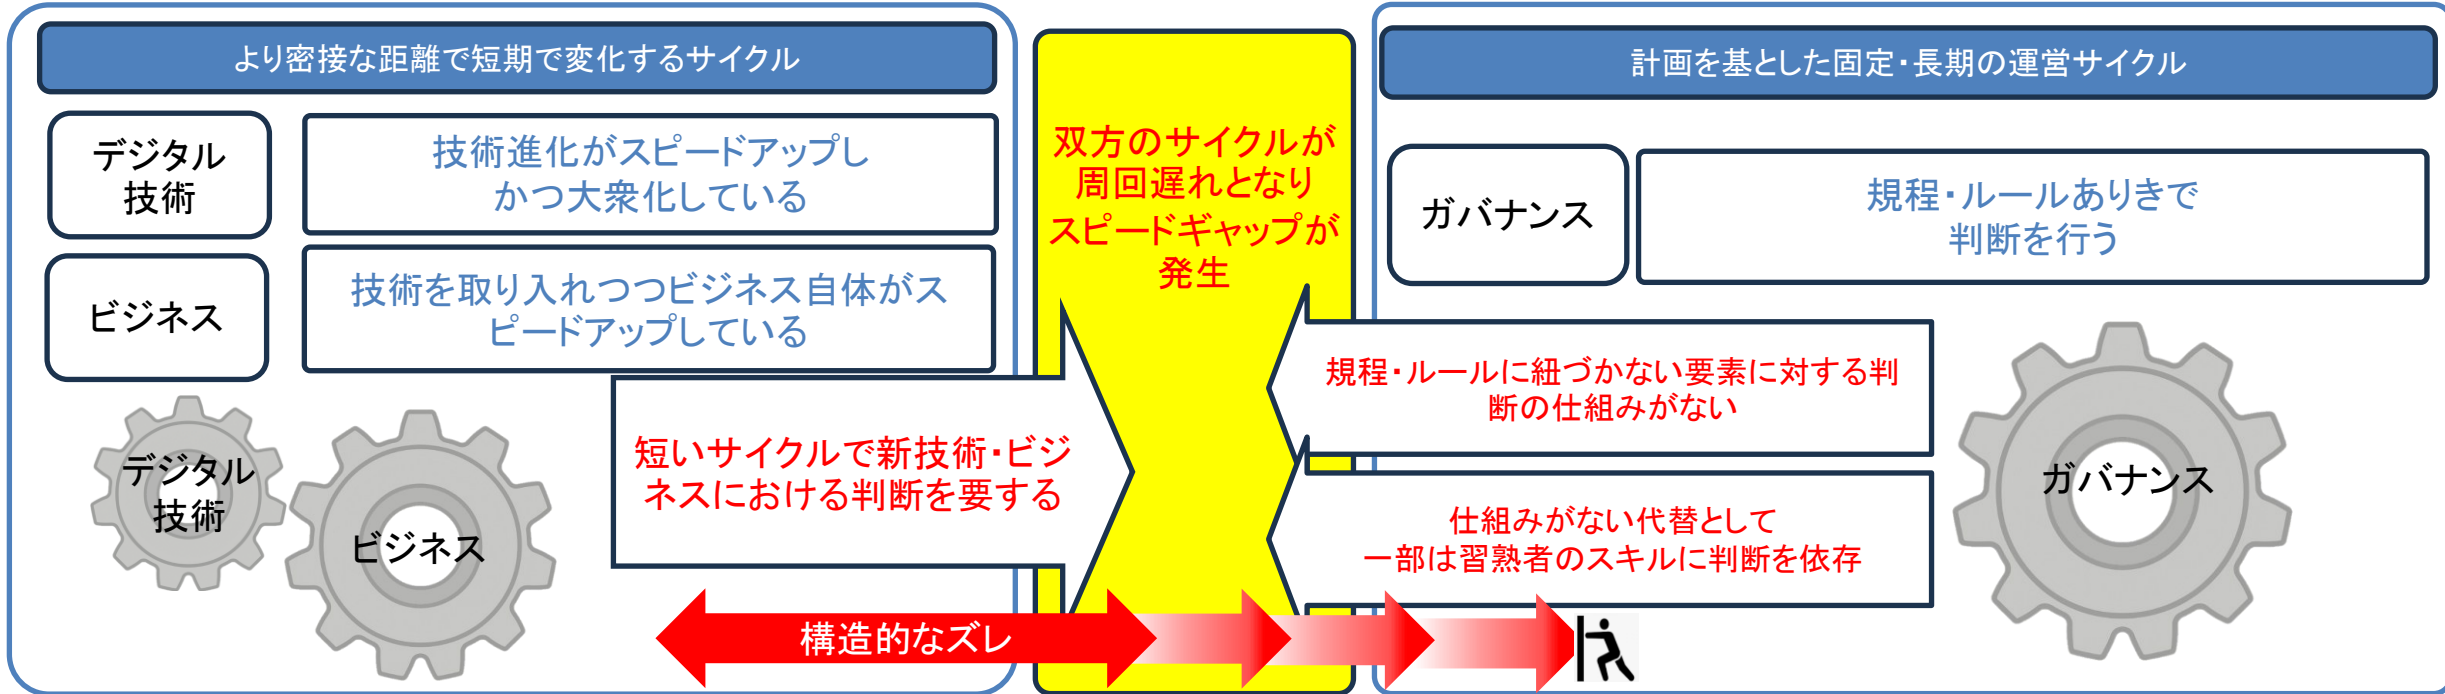 より密接な距離で短期で変化するサイクル
デジタル
技術
技術進化がスピードアップし
かつ大衆化している
ビジネス
技術を取り入れつつビジネス自体がス
ピードアップしている
デジタル
技術
ビジネス
短いサイクルで新技術・ビジ
ネスにおける判断を要する
双方のサイクルが
周回遅れとなり
スピードギャップが
発生
計画を基とした固定・長期の運営サイクル
ガバナンス
規程・ルールありきで
判断を行う
規程・ルールに紐づかない要素に対する判
断の仕組みがない
仕組みがない代替として
一部は習熟者のスキルに判断を依存
ガバナンス
構造的なズレ